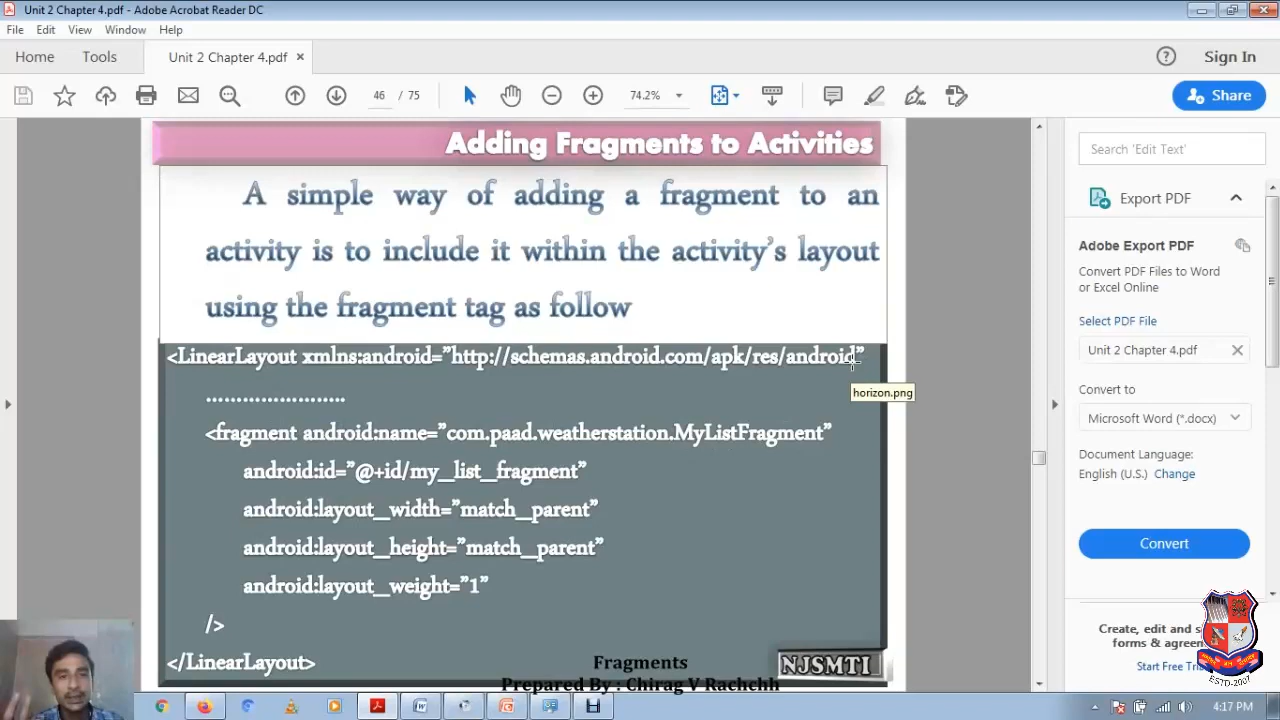 Unit 2 Chapter 4.pdf - Adobe Acrobat Reader DC
File Edit View Window Help
Home Tools Unit 2 Chapter 4.pdf × Sign In
46 / 75 74.2% Share
Adding Fragments to Activities
A simple way of adding a fragment to an
activity is to include it within the activity's layout
using the fragment tag as follow
<LinearLayout xmlns:android=”http://schemas.android.com/apk/res/android”
horizon.png
......................
<fragment android:name=”com.paad.weatherstation.MyListFragment”
android:id=”@+id/my_list_fragment”
android:layout_width=”match_parent”
android:layout_height=”match_parent”
android:layout_weight=”1”
/>
</LinearLayout>
NJSMTI
Fragments
Prepared By : Chirag V Rachchh
Search 'Edit Text'
Export PDF
Adobe Export PDF
Convert PDF Files to Word
or Excel Online
Select PDF File
Unit 2 Chapter 4.pdf
Convert to
Microsoft Word (*.docx)
Document Language:
English (U.S.) Change
Convert
Create, edit and
forms & agreem
Start Free Tri
ESTD-2007
4:17 PM